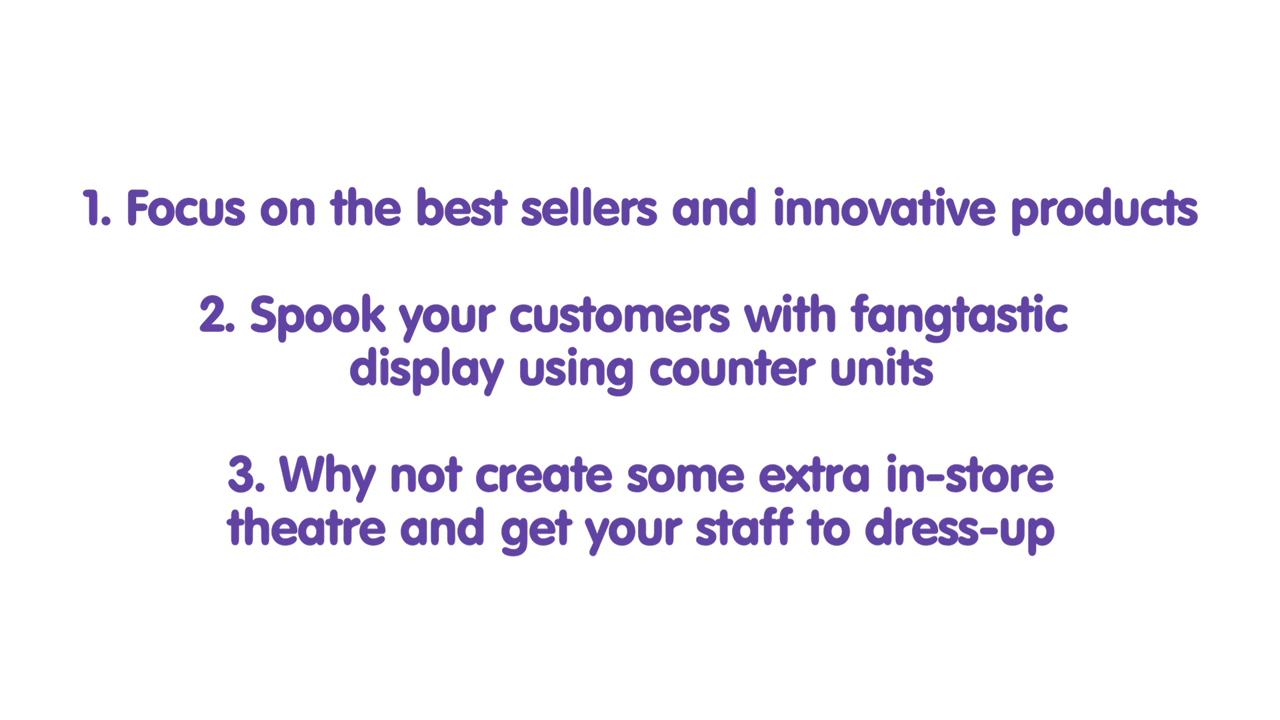 1. Focus on the best sellers and innovative products
2. Spook your customers with fangtastic
display using counter units
3. Why not create some extra in-store
theatre and get your staff to dress-up